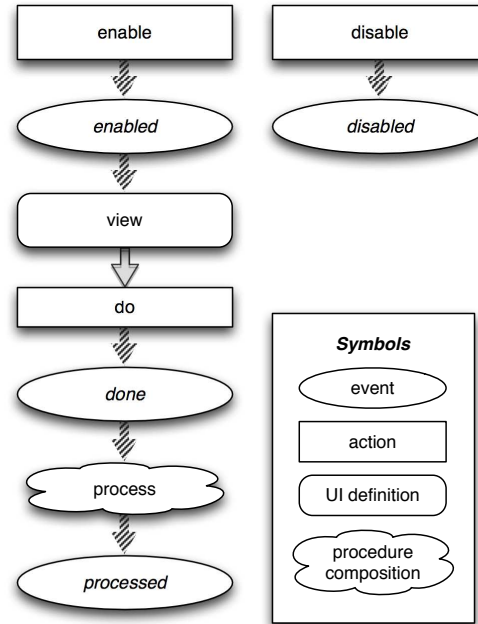 enable
enabled
view
do
done
process
processed
disable
disabled
Symbols
event
action
UI definition
procedure
composition